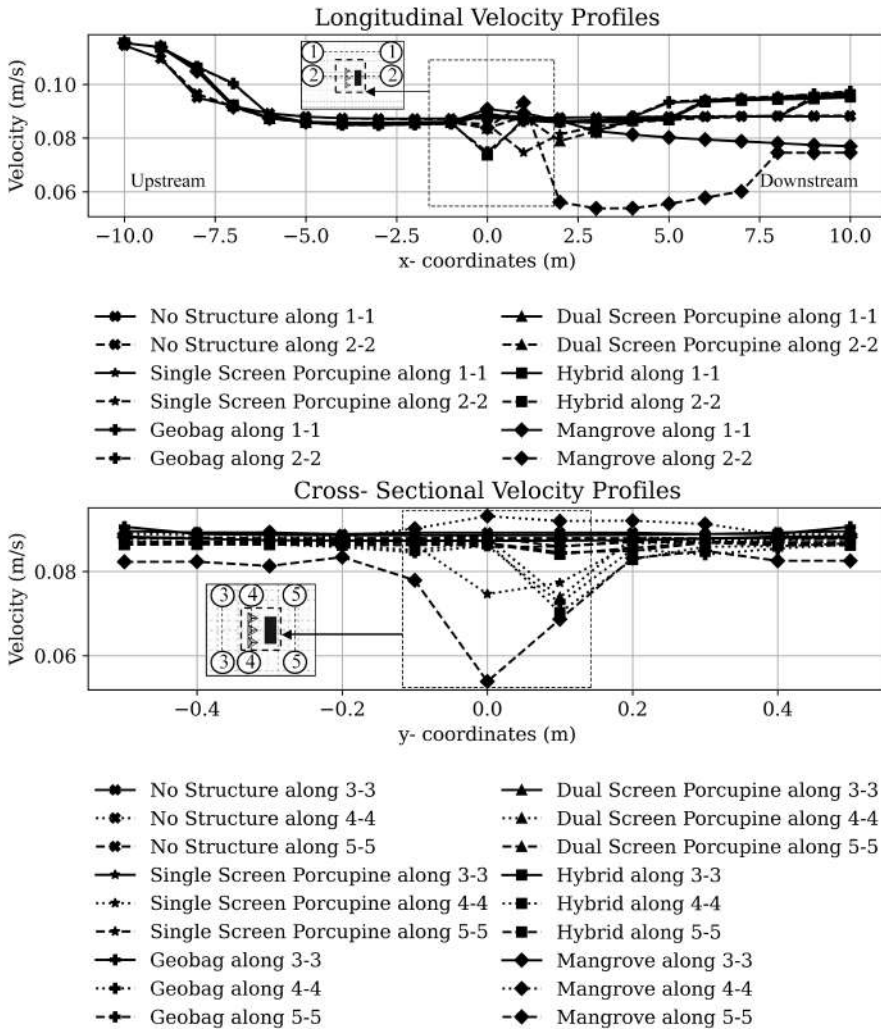 Longitudinal Velocity Profiles
Velocity (m/s)
0.10
0.08
0.06
1 1
2 2
Upstream
Downstream
−10.0 −7.5 −5.0 −2.5 0.0 2.5 5.0 7.5 10.0
x- coordinates (m)
No Structure along 1-1
No Structure along 2-2
Single Screen Porcupine along 1-1
Single Screen Porcupine along 2-2
Geobag along 1-1
Geobag along 2-2
Dual Screen Porcupine along 1-1
Dual Screen Porcupine along 2-2
Hybrid along 1-1
Hybrid along 2-2
Mangrove along 1-1
Mangrove along 2-2
Cross- Sectional Velocity Profiles
Velocity (m/s)
0.08
0.06
3 4 5
3 4 5
−0.4 −0.2 0.0 0.2 0.4
y- coordinates (m)
No Structure along 3-3
No Structure along 4-4
No Structure along 5-5
Single Screen Porcupine along 3-3
Single Screen Porcupine along 4-4
Single Screen Porcupine along 5-5
Geobag along 3-3
Geobag along 4-4
Geobag along 5-5
Dual Screen Porcupine along 3-3
Dual Screen Porcupine along 4-4
Dual Screen Porcupine along 5-5
Hybrid along 3-3
Hybrid along 4-4
Hybrid along 5-5
Mangrove along 3-3
Mangrove along 4-4
Mangrove along 5-5